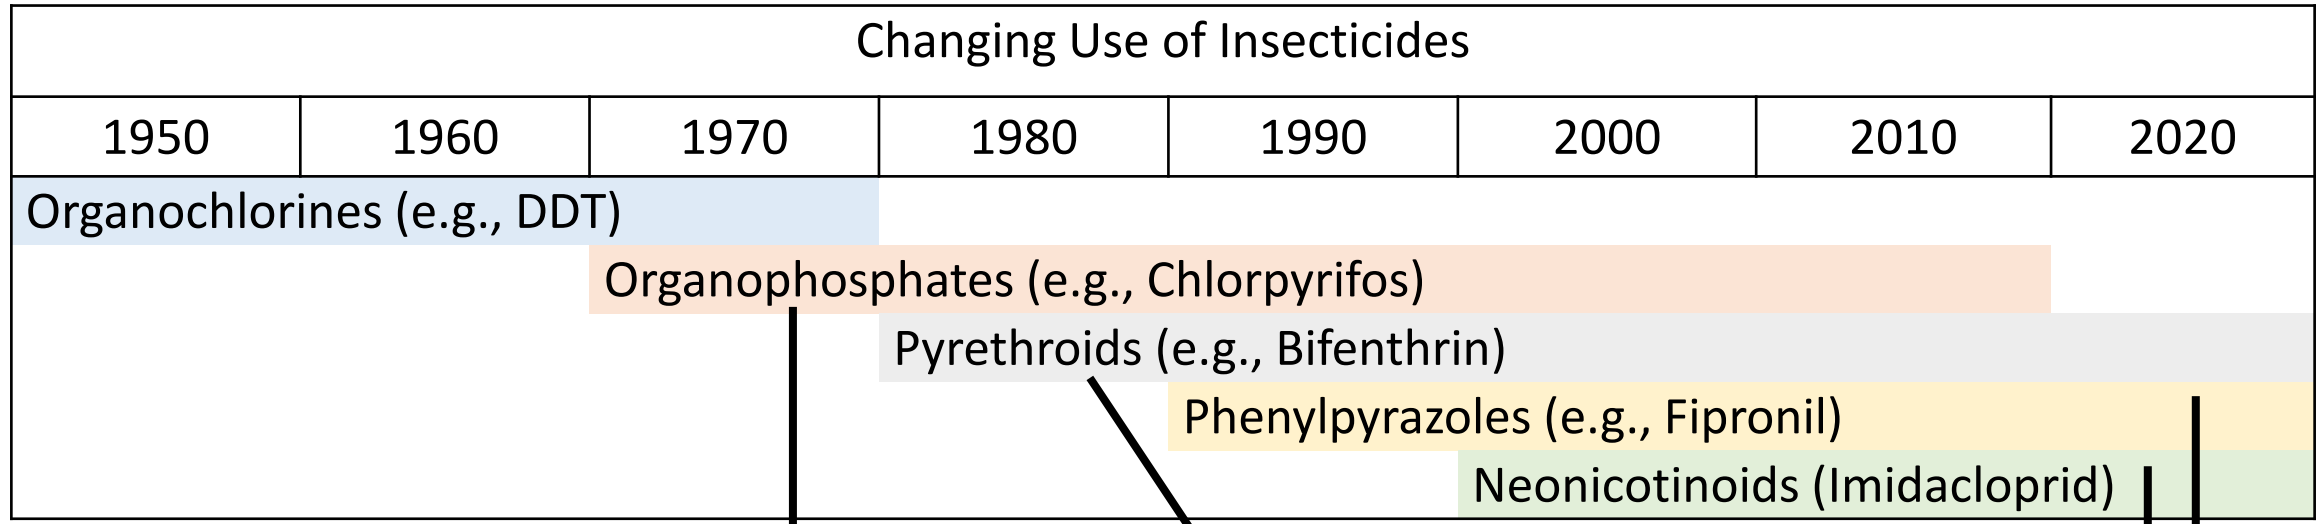 Changing Use of Insecticides
1950 1960 1970 1980 1990 2000 2010 2020
Organochlorines (e.g., DDT)
Organophosphates (e.g., Chlorpyrifos)
Pyrethroids (e.g., Bifenthrin)
Phenylpyrazoles (e.g., Fipronil)
Neonicotinoids (Imidacloprid)